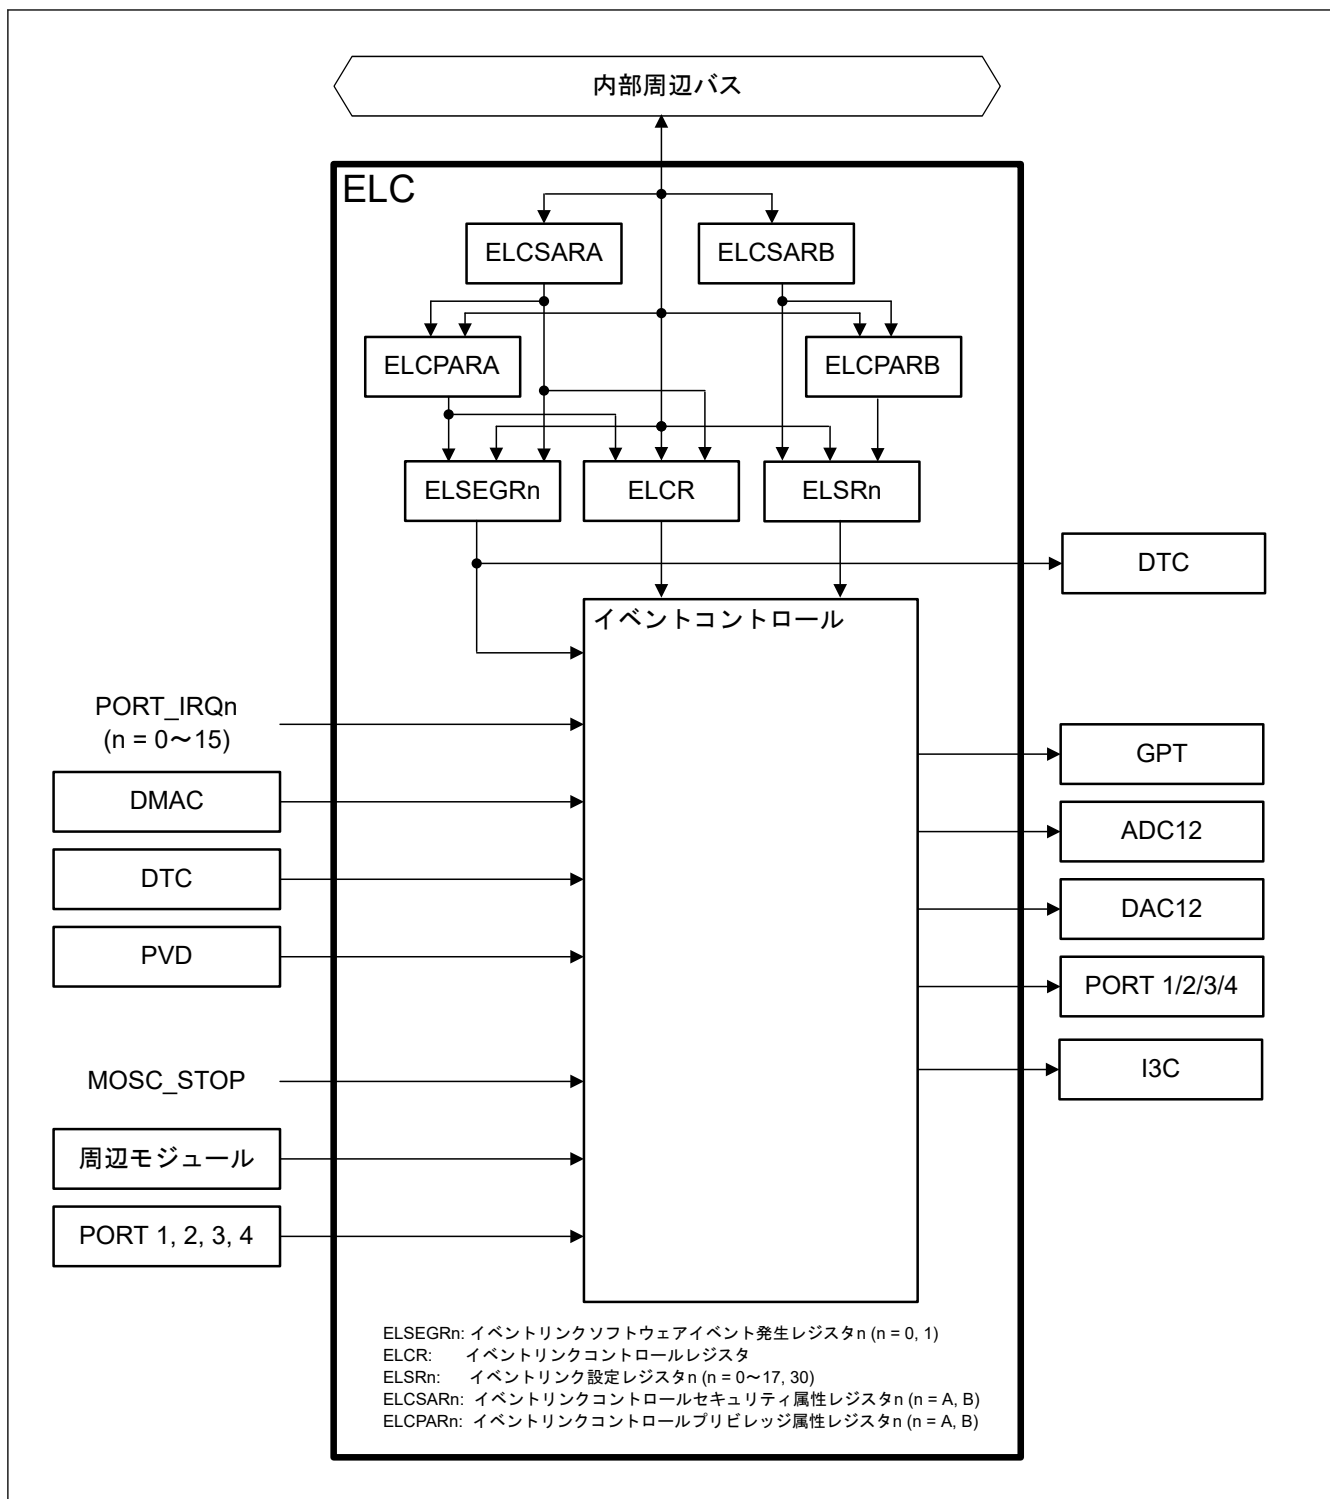 内部周辺バス
ELC
ELCSARA
ELCSARB
ELCPARA
ELCPARB
ELSEGRn
ELCR
ELSRn
DTC
イベントコントロール
PORT_IRQn
(n = 0～15)
DMAC
DTC
PVD
MOSC_STOP
周辺モジュール
PORT 1, 2, 3, 4
GPT
ADC12
DAC12
PORT 1/2/3/4
I3C
ELSEGRn: イベントリンクソフトウェアイベント発生レジスタn (n = 0, 1)
ELCR: イベントリンクコントロールレジスタ
ELSRn: イベントリンク設定レジスタn (n = 0～17, 30)
ELCSARn: イベントリンクコントロールセキュリティ属性レジスタn (n = A, B)
ELCPARn: イベントリンクコントロールプリビレッジ属性レジスタn (n = A, B)